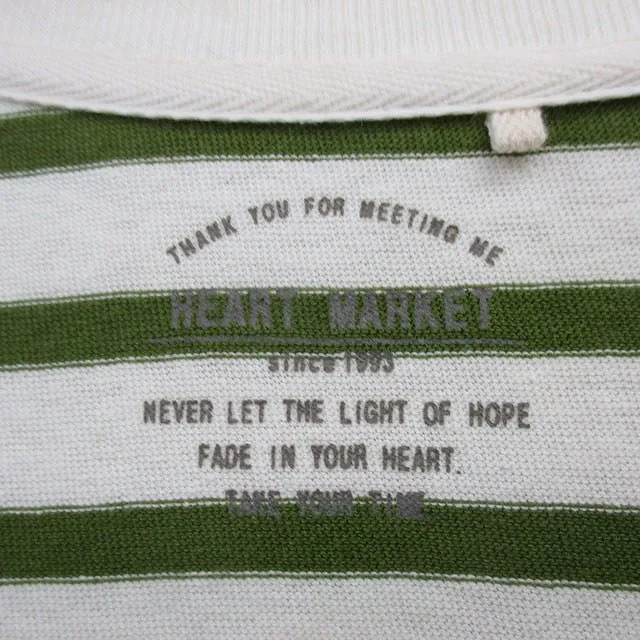 THANK YOU FOR MEETING ME
HEART MARKET
since 1993
NEVER LET THE LIGHT OF HOPE
FADE IN YOUR HEART.
TAKE YOUR TIME